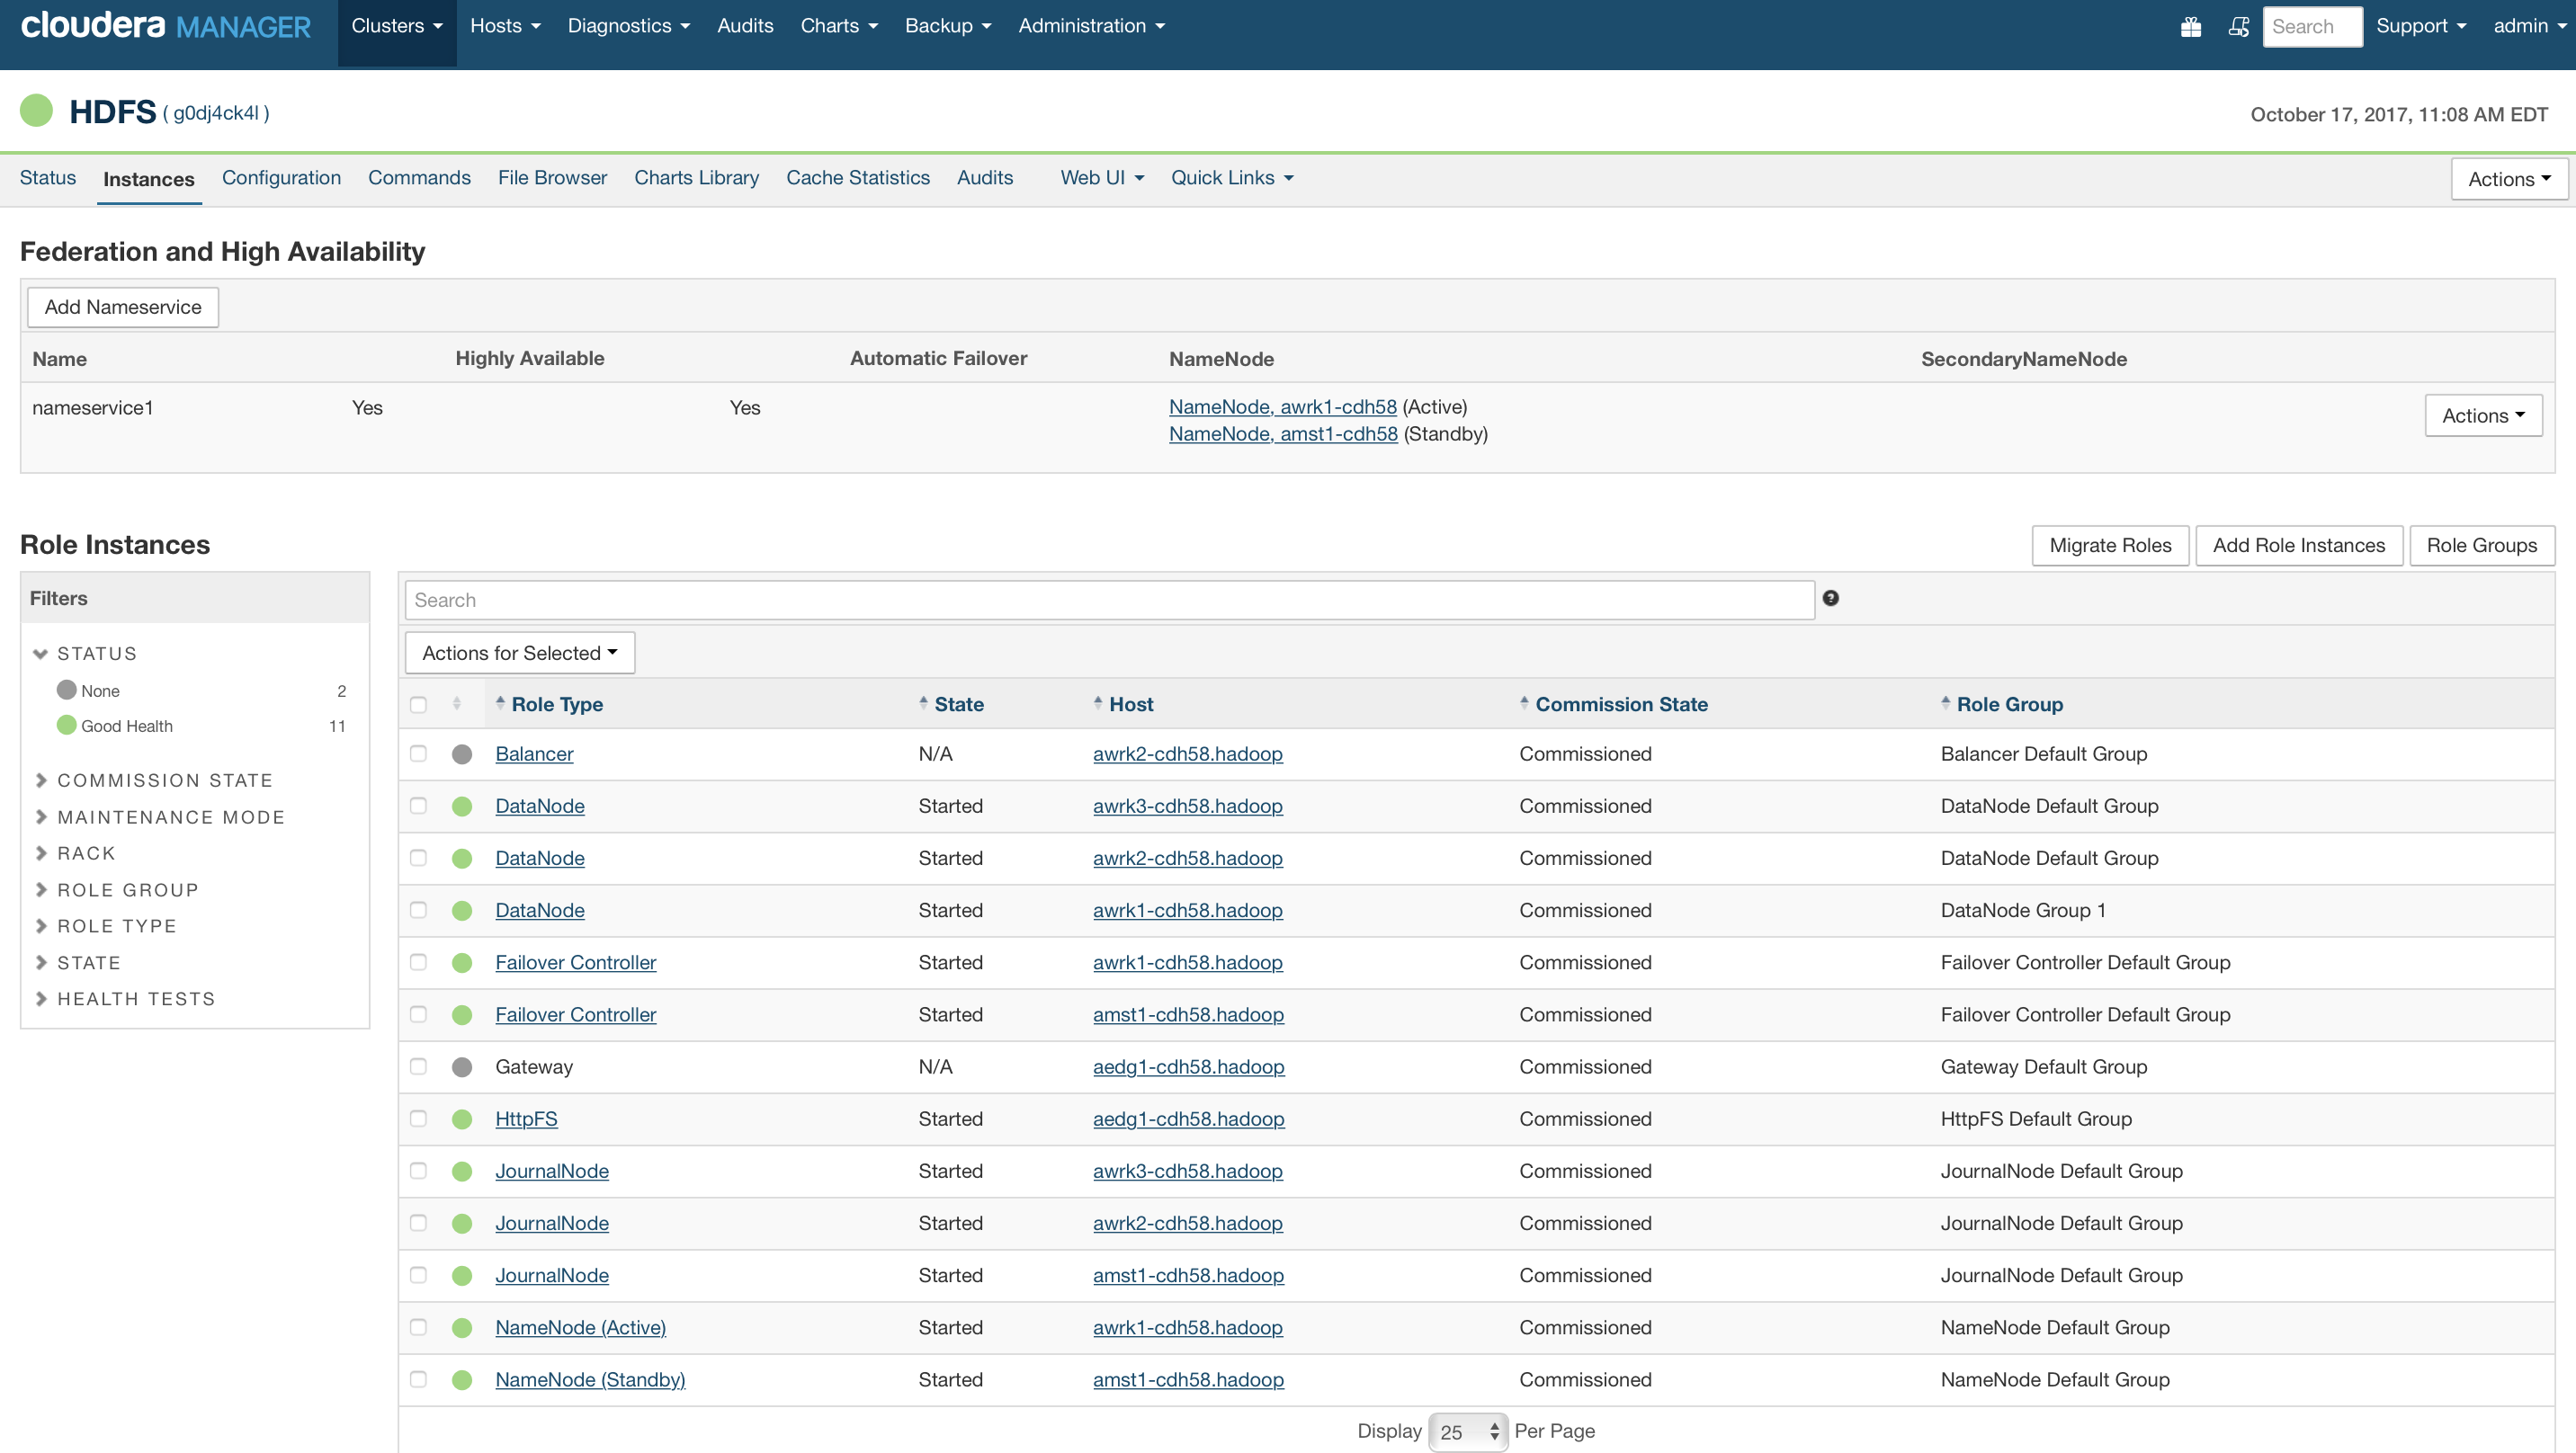 cloudera MANAGER Clusters Hosts Diagnostics Audits Charts Backup Administration Search Support admin
HDFS ( g0dj4ck4l ) October 17, 2017, 11:08 AM EDT
Status Instances Configuration Commands File Browser Charts Library Cache Statistics Audits Web UI Quick Links Actions
Federation and High Availability
Add Nameservice
Name Highly Available Automatic Failover NameNode SecondaryNameNode
nameservice1 Yes Yes NameNode, awrk1-cdh58 (Active) Actions
NameNode, amst1-cdh58 (Standby)
Role Instances Migrate Roles Add Role Instances Role Groups
Filters
STATUS
None 2
Good Health 11
COMMISSION STATE
MAINTENANCE MODE
RACK
ROLE GROUP
ROLE TYPE
STATE
HEALTH TESTS
Search ?
Actions for Selected
Role Type State Host Commission State Role Group
Balancer N/A awrk2-cdh58.hadoop Commissioned Balancer Default Group
DataNode Started awrk3-cdh58.hadoop Commissioned DataNode Default Group
DataNode Started awrk2-cdh58.hadoop Commissioned DataNode Default Group
DataNode Started awrk1-cdh58.hadoop Commissioned DataNode Group 1
Failover Controller Started awrk1-cdh58.hadoop Commissioned Failover Controller Default Group
Failover Controller Started amst1-cdh58.hadoop Commissioned Failover Controller Default Group
Gateway N/A aedg1-cdh58.hadoop Commissioned Gateway Default Group
HttpFS Started aedg1-cdh58.hadoop Commissioned HttpFS Default Group
JournalNode Started awrk3-cdh58.hadoop Commissioned JournalNode Default Group
JournalNode Started awrk2-cdh58.hadoop Commissioned JournalNode Default Group
JournalNode Started amst1-cdh58.hadoop Commissioned JournalNode Default Group
NameNode (Active) Started awrk1-cdh58.hadoop Commissioned NameNode Default Group
NameNode (Standby) Started amst1-cdh58.hadoop Commissioned NameNode Default Group
Display 25 Per Page